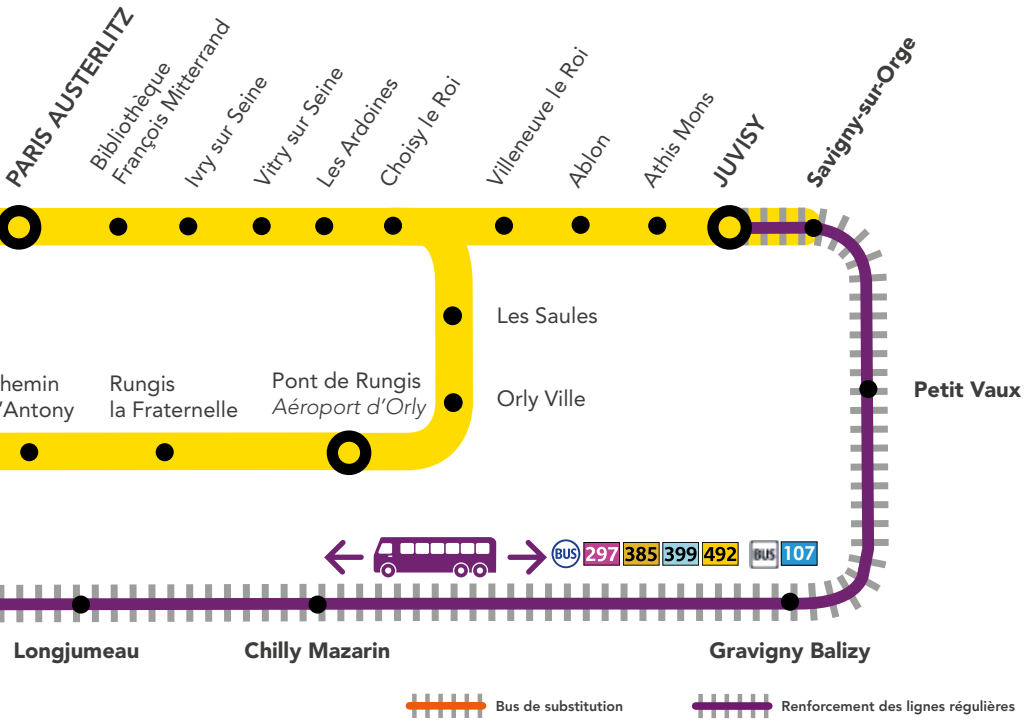 PARIS AUSTERLITZ
Bibliothèque
François Mitterrand
Ivry sur Seine
Vitry sur Seine
Les Ardoines
Choisy le Roi
Villeneuve le Roi
Ablon
Athis Mons
JUVISY
Savigny-sur-Orge
Les Saules
hemin
'Antony
Rungis
la Fraternelle
Pont de Rungis
Aéroport d'Orly
Orly Ville
Petit Vaux
BUS 297 385 399 492 BUS 107
Longjumeau
Chilly Mazarin
Gravigny Balizy
Bus de substitution
Renforcement des lignes régulières